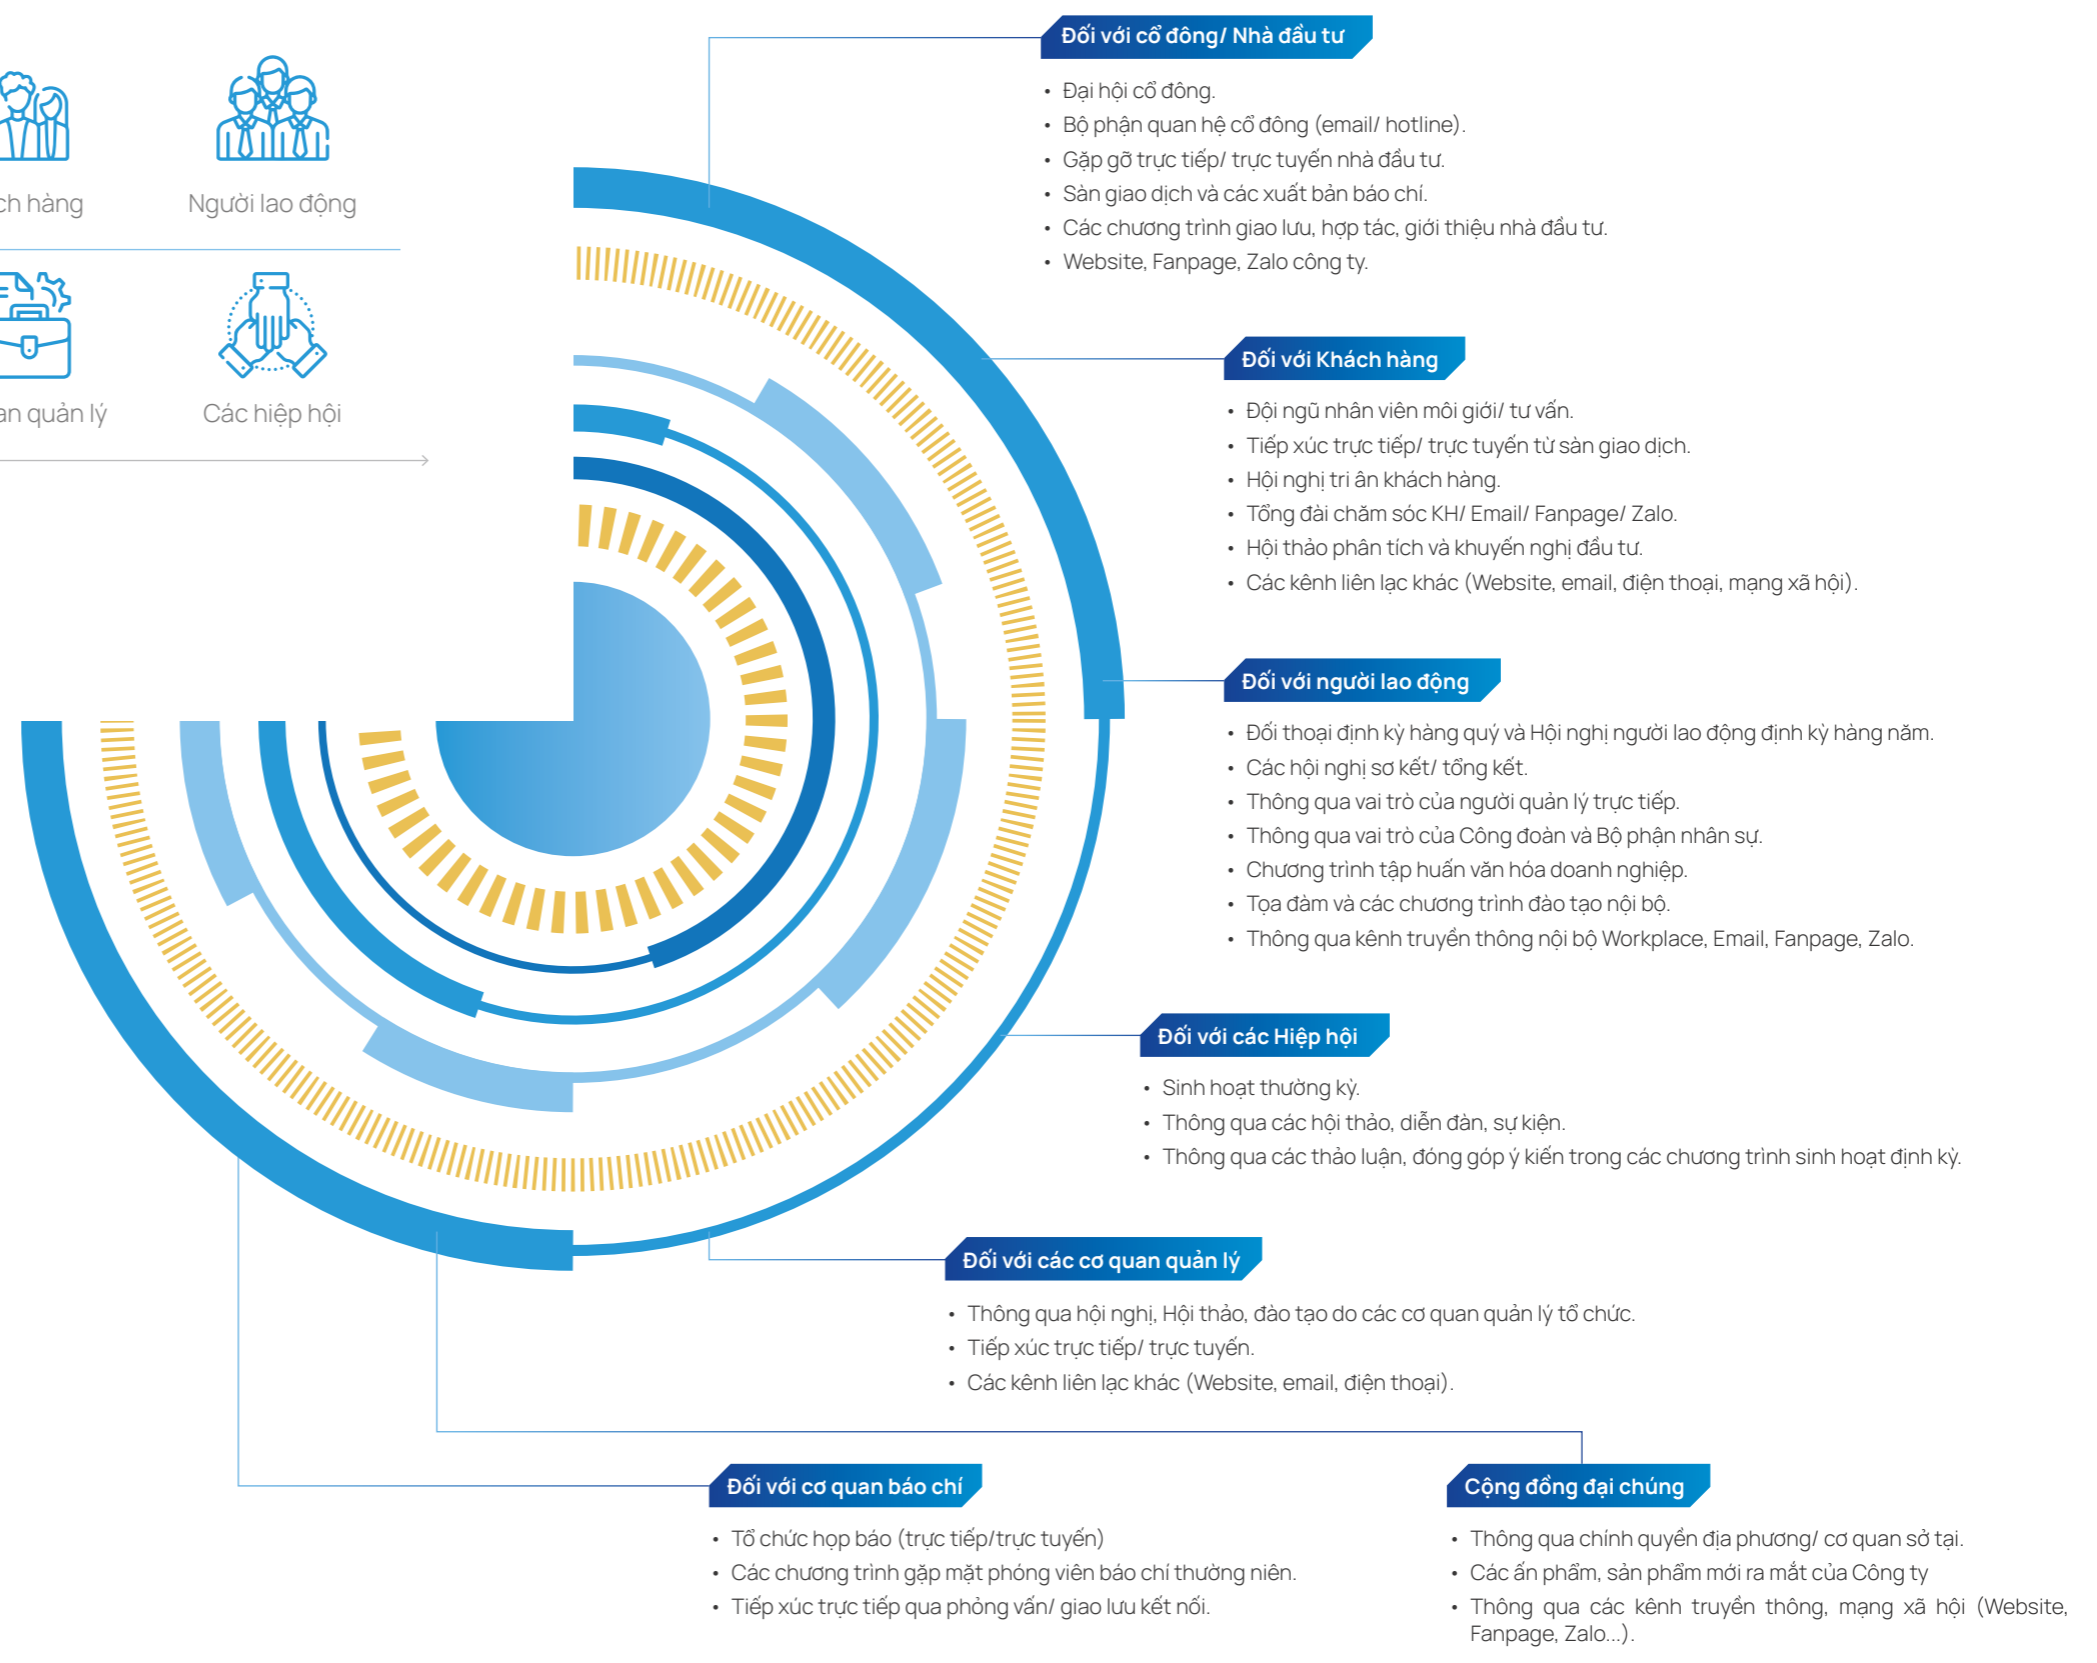 Người lao động
quản lý
Các hiệp hội
hàng
Đối với cổ đông/ Nhà đầu tư
• Đại hội cổ đông.
• Bộ phận quan hệ cổ đông (email/ hotline).
• Gặp gỡ trực tiếp/ trực tuyến nhà đầu tư.
• Sàn giao dịch và các xuất bản báo chí.
• Các chương trình giao lưu, hợp tác, giới thiệu nhà đầu tư.
• Website, Fanpage, Zalo công ty.
Đối với Khách hàng
• Đội ngũ nhân viên môi giới/ tư vấn.
• Tiếp xúc trực tiếp/ trực tuyến từ sàn giao dịch.
• Hội nghị tri ân khách hàng.
• Tổng đài chăm sóc KH/ Email/ Fanpage/ Zalo.
• Hội thảo phân tích và khuyến nghị đầu tư.
• Các kênh liên lạc khác (Website, email, điện thoại, mạng xã hội).
Đối với người lao động
• Đối thoại định kỳ hàng quý và Hội nghị người lao động định kỳ hàng năm.
• Các hội nghị sơ kết/ tổng kết.
• Thông qua vai trò của người quản lý trực tiếp.
• Thông qua vai trò của Công đoàn và Bộ phận nhân sự.
• Chương trình tập huấn văn hóa doanh nghiệp.
• Tọa đàm và các chương trình đào tạo nội bộ.
• Thông qua kênh truyền thông nội bộ Workplace, Email, Fanpage, Zalo.
Đối với các Hiệp hội
• Sinh hoạt thường kỳ.
• Thông qua các hội thảo, diễn đàn, sự kiện.
• Thông qua các thảo luận, đóng góp ý kiến trong các chương trình sinh hoạt định kỳ.
Đối với các cơ quan quản lý
• Thông qua hội nghị, Hội thảo, đào tạo do các cơ quan quản lý tổ chức.
• Tiếp xúc trực tiếp/ trực tuyến.
• Các kênh liên lạc khác (Website, email, điện thoại).
Đối với cơ quan báo chí
• Tổ chức họp báo (trực tiếp/trực tuyến)
• Các chương trình gặp mặt phóng viên báo chí thường niên.
• Tiếp xúc trực tiếp qua phỏng vấn/ giao lưu kết nối.
Cộng đồng đại chúng
• Thông qua chính quyền địa phương/ cơ quan sở tại.
• Các ấn phẩm, sản phẩm mới ra mắt của Công ty
• Thông qua các kênh truyền thông, mạng xã hội (Website,
Fanpage, Zalo...).